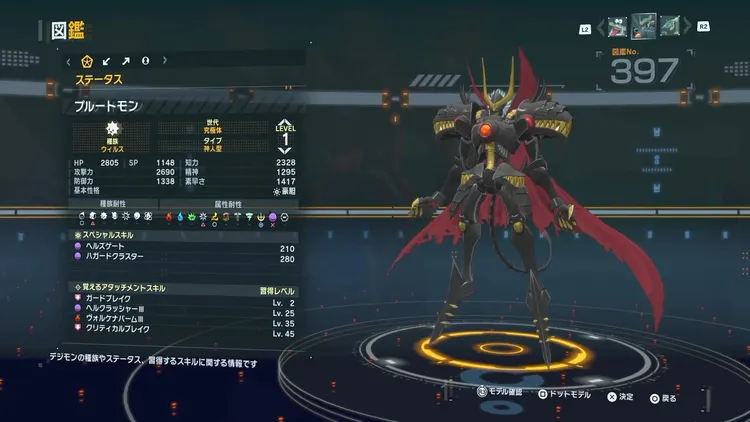 図鑑
L2
R2
図鑑No.
397
ステータス
プルートモン
種族
ウィルス
世代
究極体
タイプ
神人型
LEVEL
1
HP 2805 SP 1148 知力 2328
攻撃力 2690 精神 1295
防御力 1338 素早さ 1417
基本性格 豪胆
種族耐性 属性耐性
スペシャルスキル
ヘルズゲート 210
ハガードクラスター 280
覚えるアタッチメントスキル 習得レベル
ガードブレイク Lv. 2
ヘルクラッシャーIII Lv. 25
ヴォルケナパームIII Lv. 35
クリティカルブレイク Lv. 45
デジモンの種族やステータス、習得するスキルに関する情報です
モデル確認 ドットモデル 決定 戻る